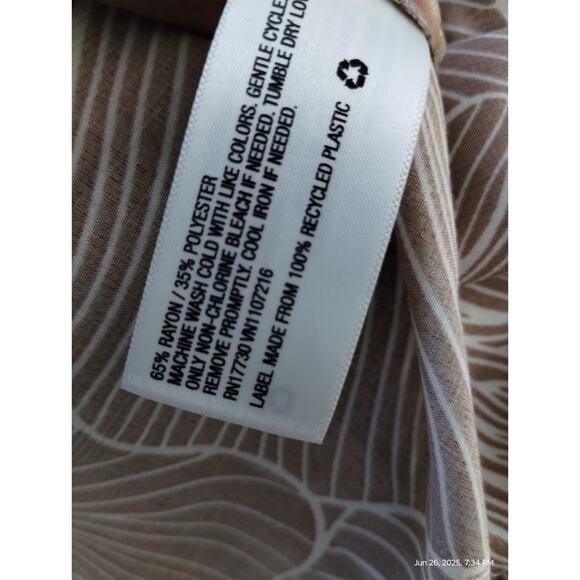 65% RAYON / 35% POLYESTER
MACHINE WASH COLD WITH LIKE COLORS. GENTLE CYCLE.
ONLY NON-CHLORINE BLEACH IF NEEDED. TUMBLE DRY LO
REMOVE PROMPTLY. COOL IRON IF NEEDED.
RN17730 VN1107216
LABEL MADE FROM 100% RECYCLED PLASTIC
Jun 26, 2025, 7:34 PM